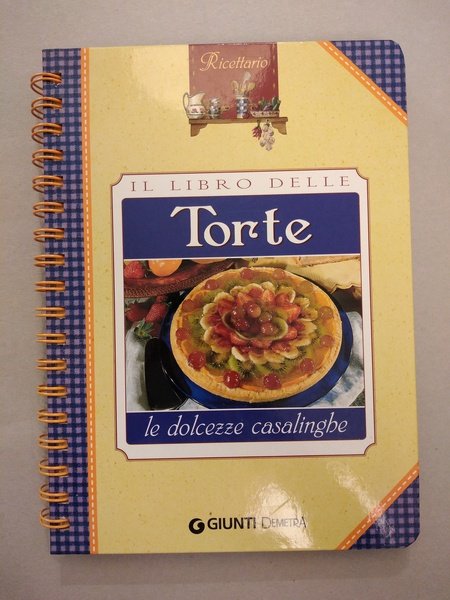 Ricettario
IL LIBRO DELLE
Torte
le dolcezze casalinghe
GIUNTI DEMETRA